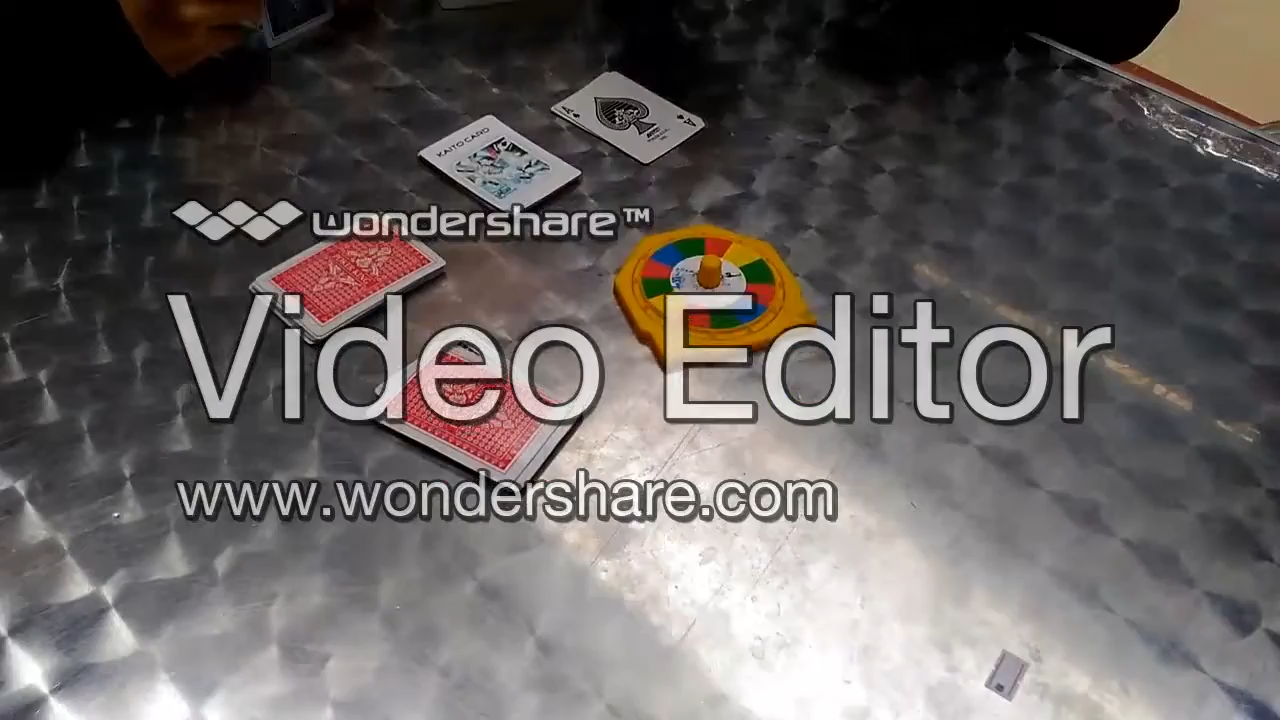 KAITO CARD
A
A
wondershare™
Video Editor
www.wondershare.com